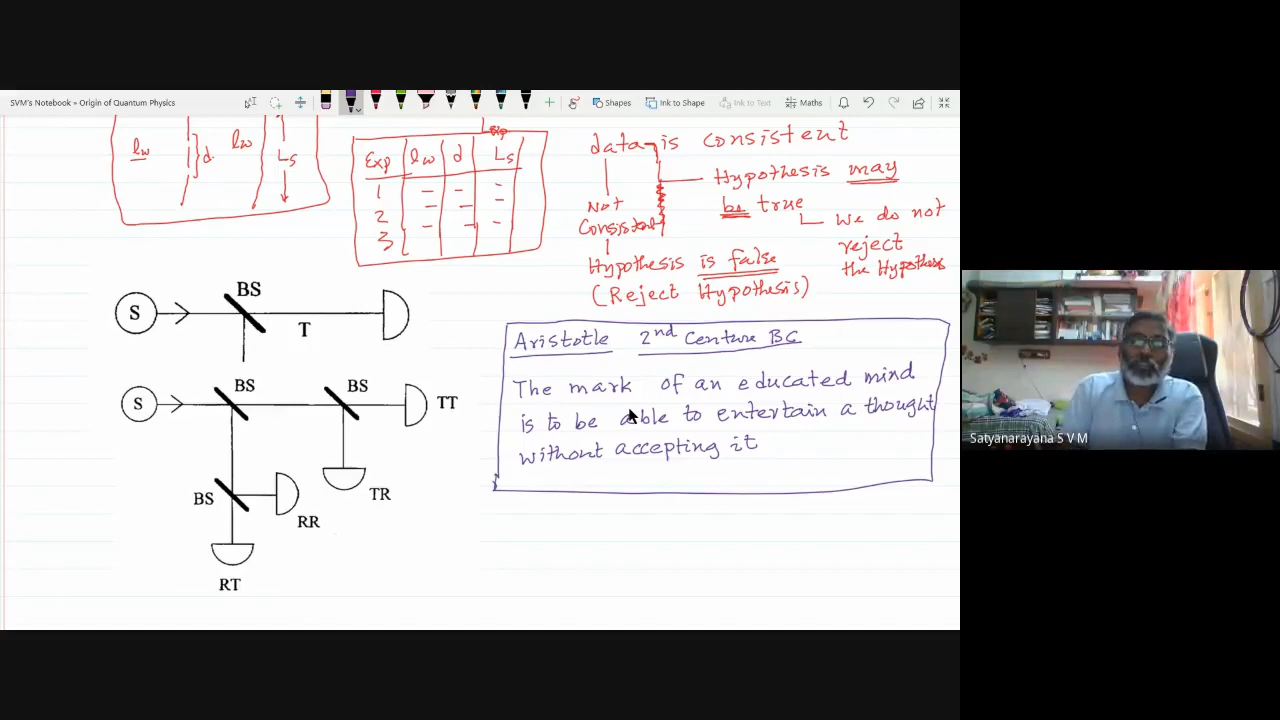 SVM's Notebook » Origin of Quantum Physics
Shapes
Ink to Shape
Ink to Text
Maths
lw
d
lw
Ls
Exp lw d Ls
1 – – –
2 – – –
3 – – –
data is consistent
Hypothesis may
be true
Not
Consistent
we do not
reject
the Hypothesis
Hypothesis is false
(Reject Hypothesis)
S
BS
T
S
BS
BS
TT
BS
RR
TR
RT
Aristotle 2nd Centure BC
The mark of an educated mind
is to be able to entertain a thought
without accepting it
Satyanarayana S V M